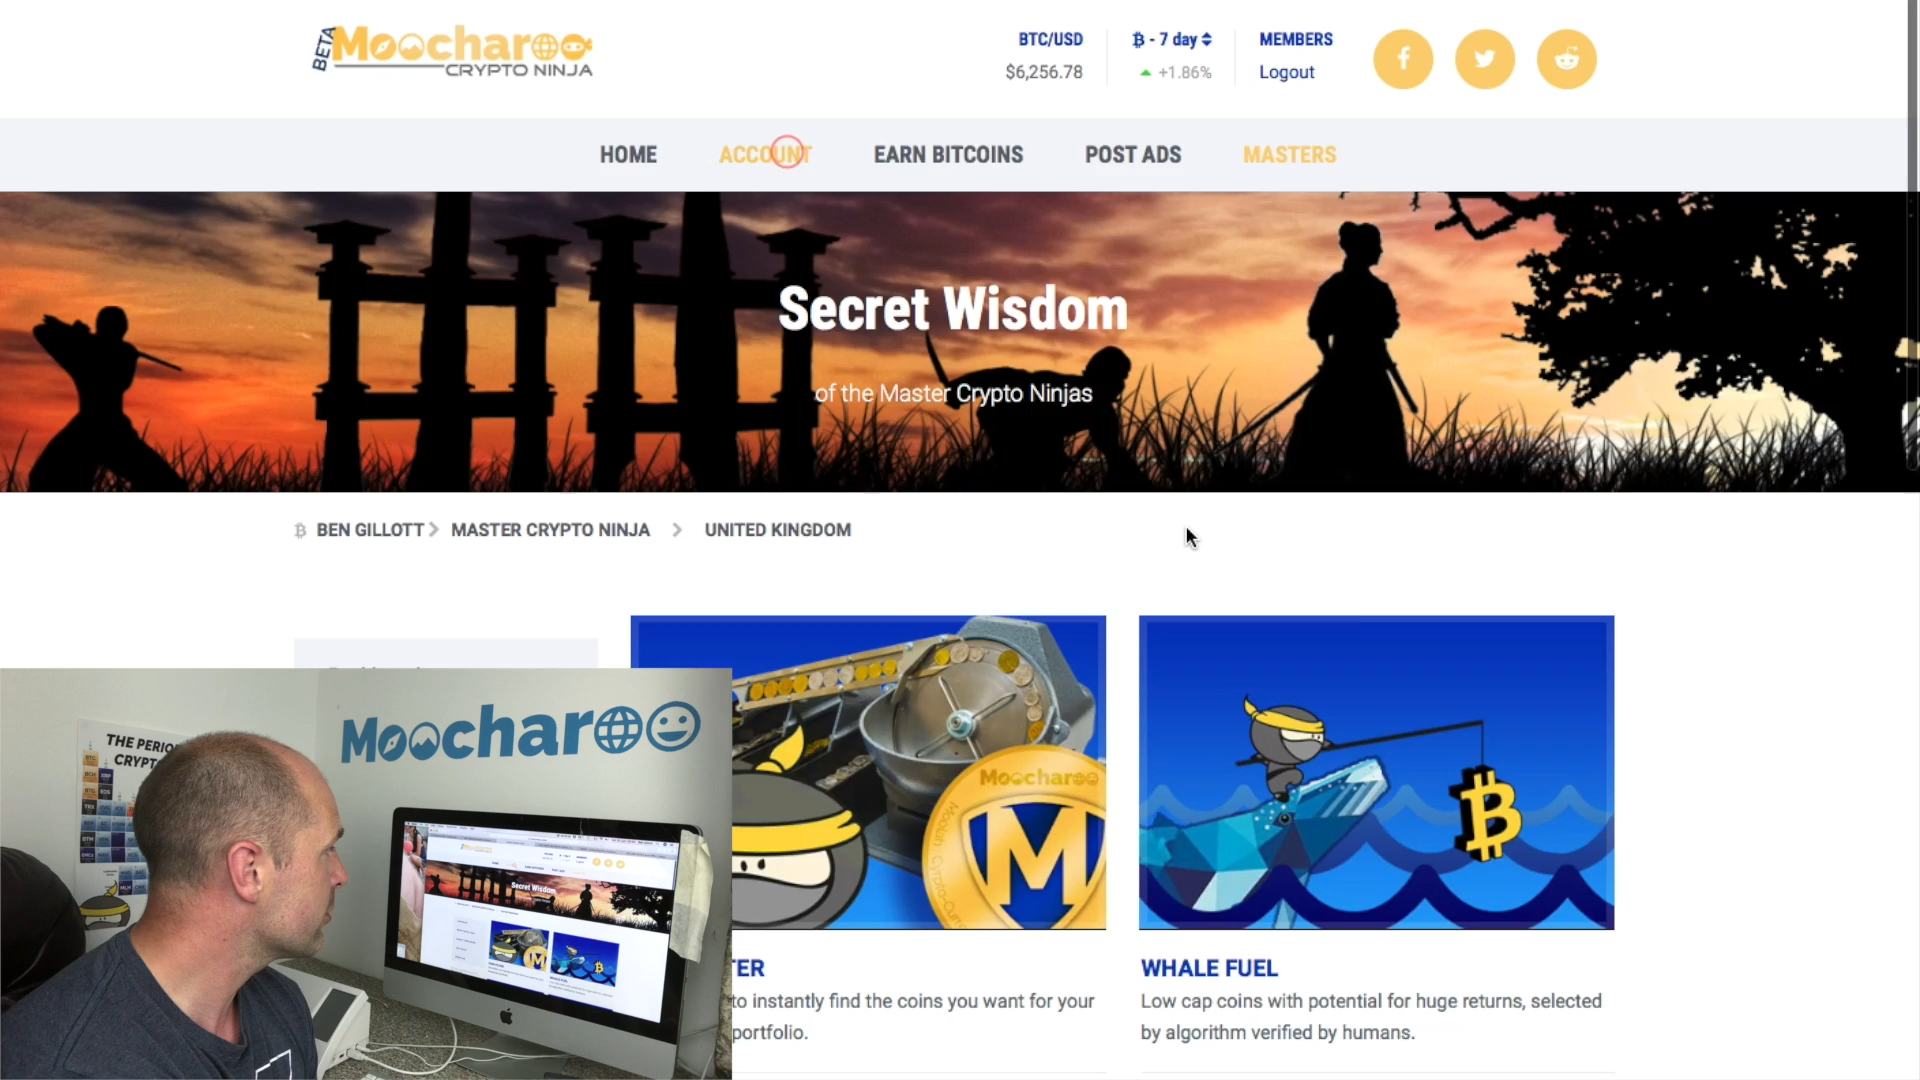 BETA
Moocharoo
CRYPTO NINJA
BTC/USD
$6,256.78
- 7 day
+1.86%
MEMBERS
Logout
HOME
ACCOUNT
EARN BITCOINS
POST ADS
MASTERS
Secret Wisdom
of the Master Crypto Ninjas
BEN GILLOTT
MASTER CRYPTO NINJA
UNITED KINGDOM
Moocharoo
M
WHALE FUEL
to instantly find the coins you want for your
portfolio.
Low cap coins with potential for huge returns, selected
by algorithm verified by humans.
THE
Moocharoo
Secret Wisdom